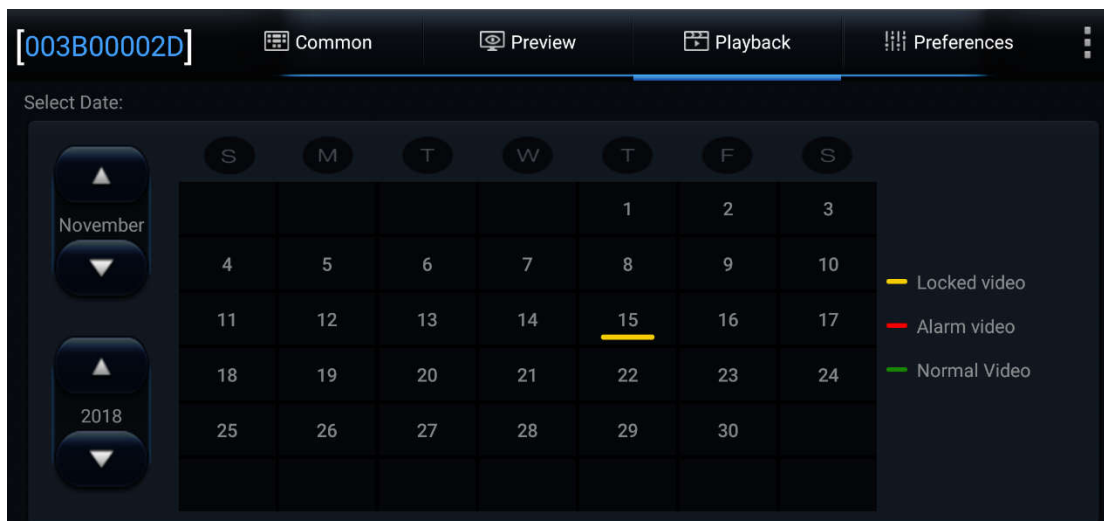 [003B00002D] Common Preview Playback Preferences
Select Date:
S M T W T F S
November
1 2 3
4 5 6 7 8 9 10
11 12 13 14 15 16 17
18 19 20 21 22 23 24
25 26 27 28 29 30
2018
Locked video
Alarm video
Normal Video